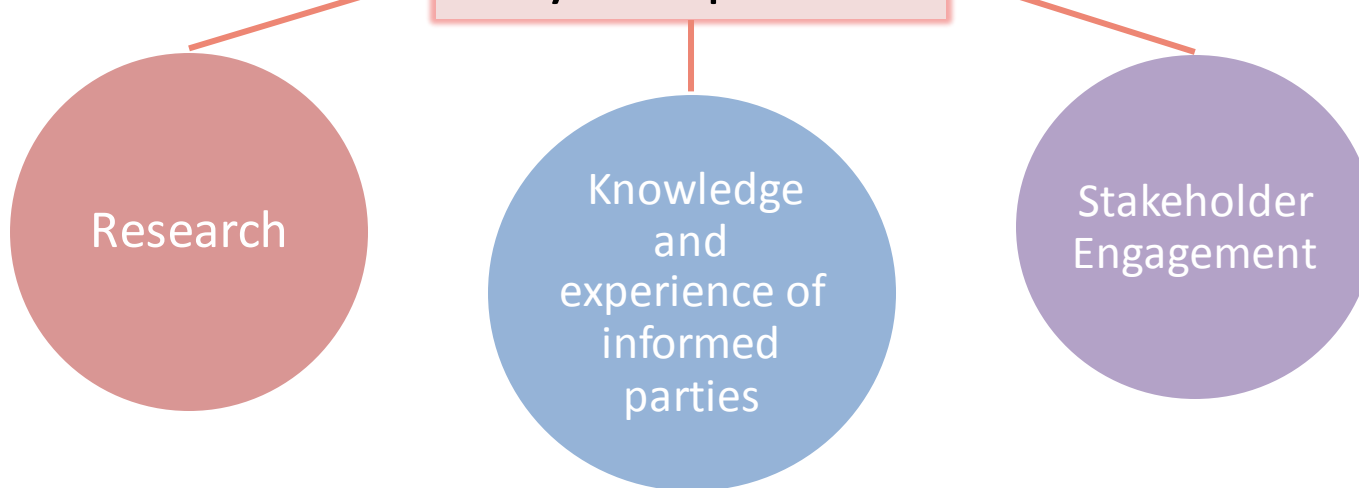 Research
Knowledge
and
experience of
informed
parties
Stakeholder
Engagement